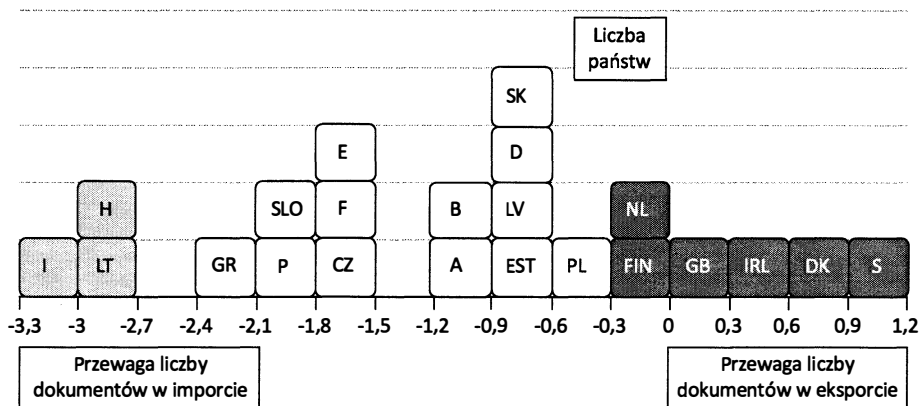 Liczba
państw
SK
E
D
H
SLO
F
B
LV
NL
I
LT
GR
P
CZ
A
EST
PL
FIN
GB
IRL
DK
S
-3,3
-3
-2,7
-2,4
-2,1
-1,8
-1,5
-1,2
-0,9
-0,6
-0,3
0
0,3
0,6
0,9
1,2
Przewaga liczby
dokumentów w imporcie
Przewaga liczby
dokumentów w eksporcie